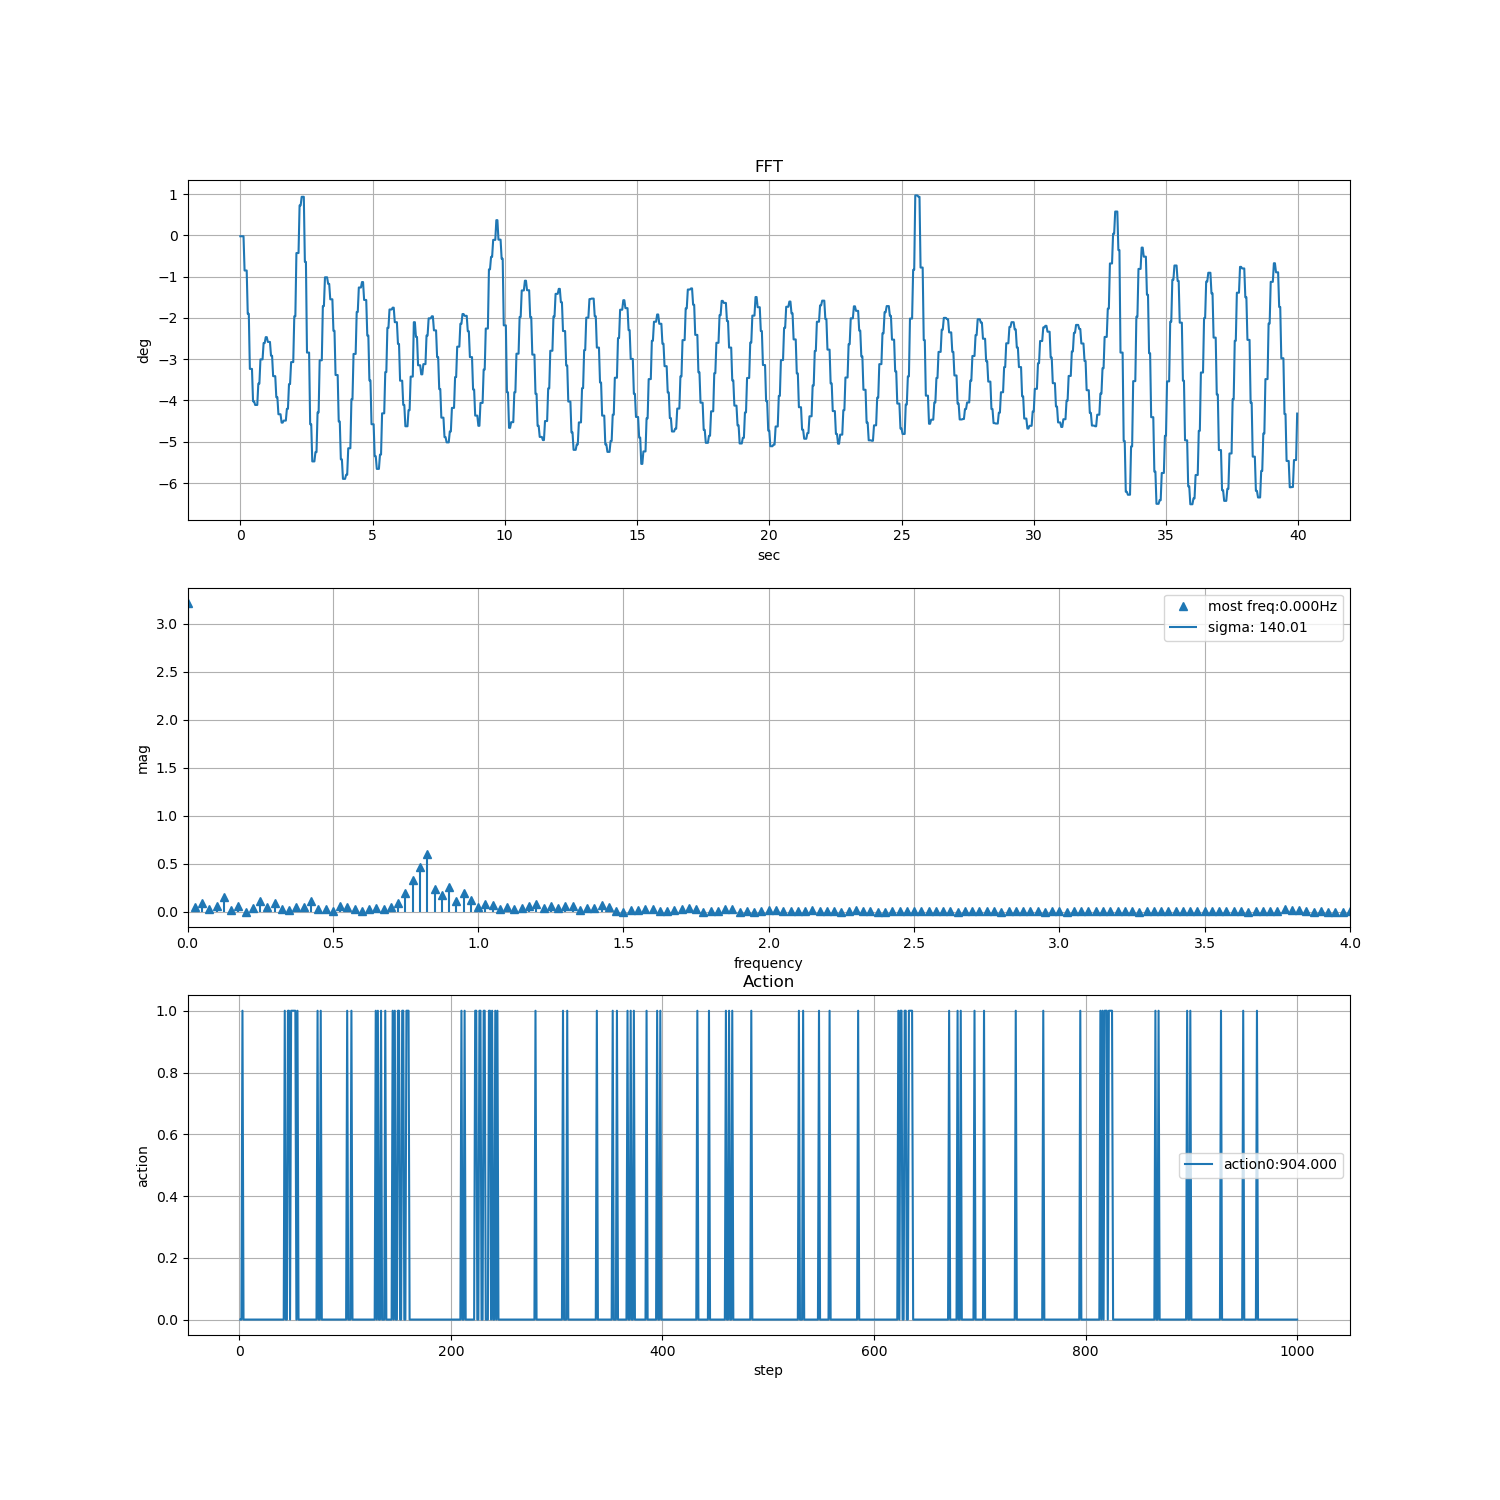 FFT
1
0
−1
−2
−3
−4
−5
−6
deg
0 5 10 15 20 25 30 35 40
sec
most freq:0.000Hz
sigma: 140.01
3.0
2.5
2.0
1.5
1.0
0.5
0.0
mag
0.0 0.5 1.0 1.5 2.0 2.5 3.0 3.5 4.0
frequency
Action
1.0
0.8
0.6
0.4
0.2
0.0
action
action0:904.000
0 200 400 600 800 1000
step